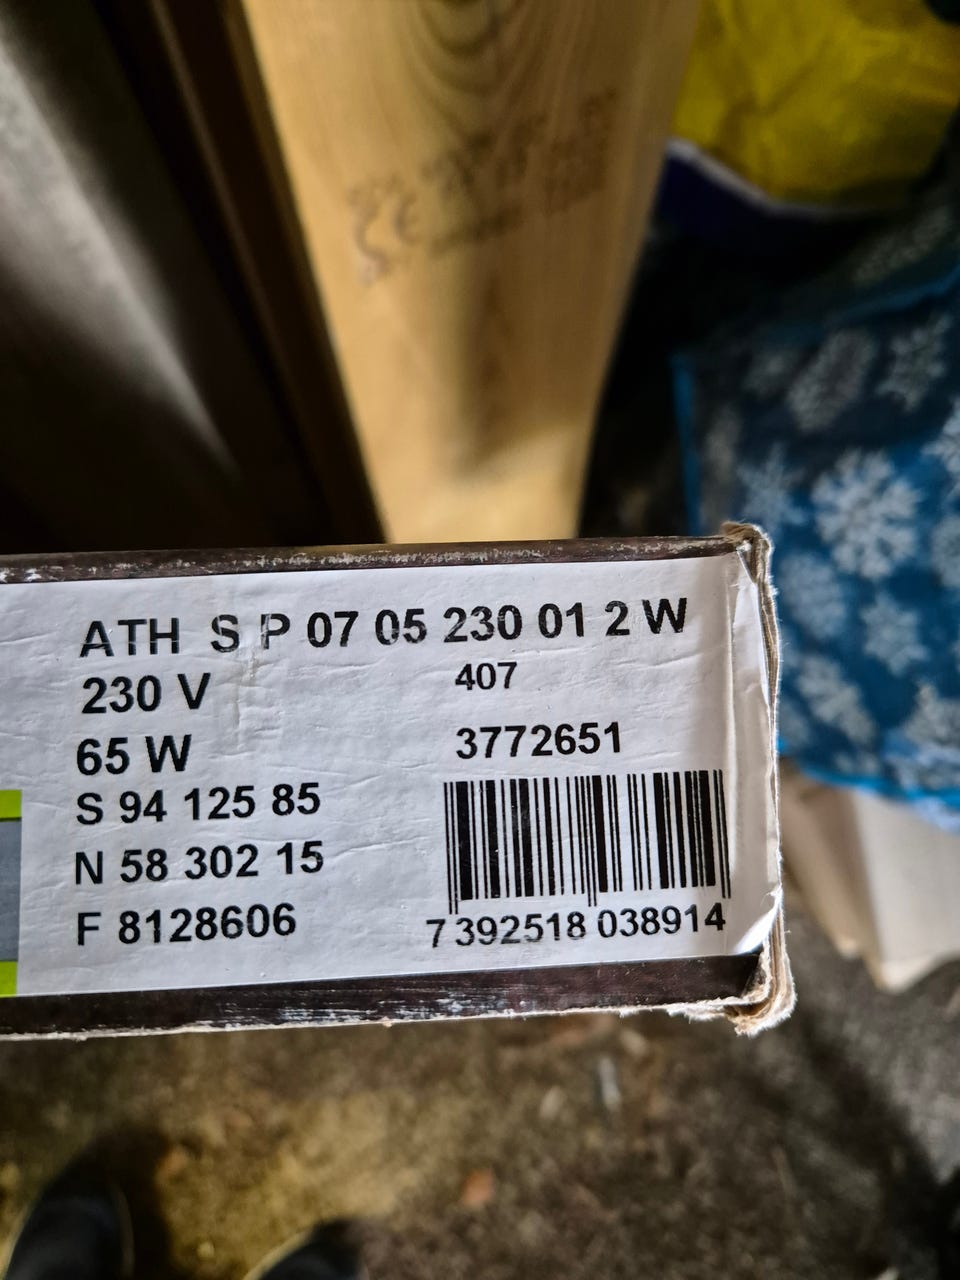 ATH S P 07 05 230 01 2 W
230 V 407
65 W 3772651
S 94 125 85
N 58 302 15
F 8128606
7 392518 038914